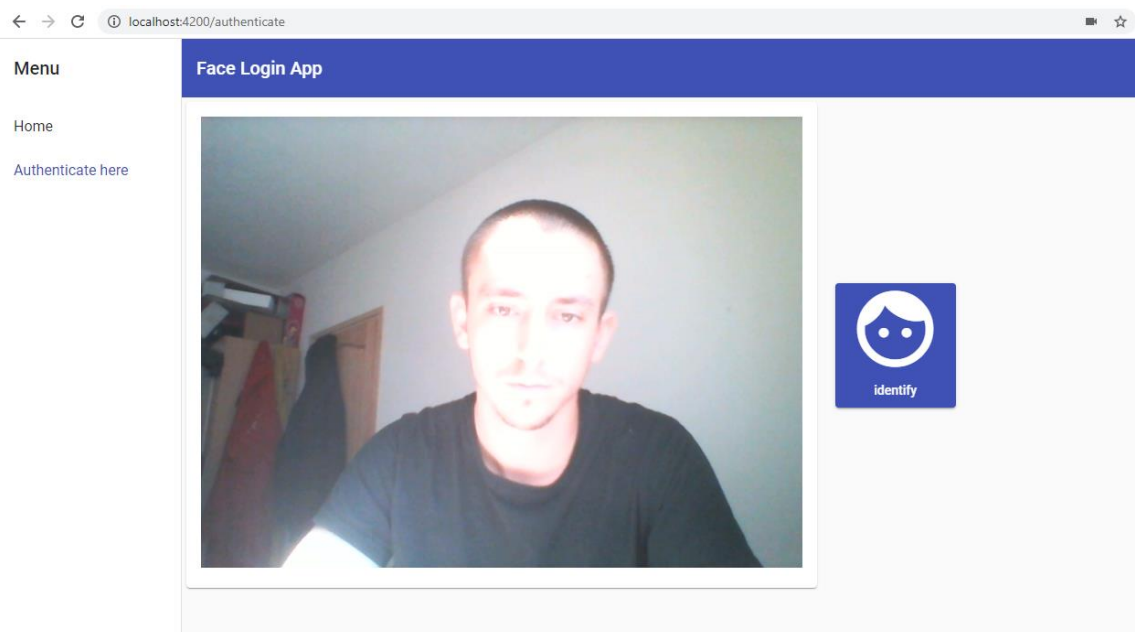 localhost:4200/authenticate
Menu
Face Login App
Home
Authenticate here
identify